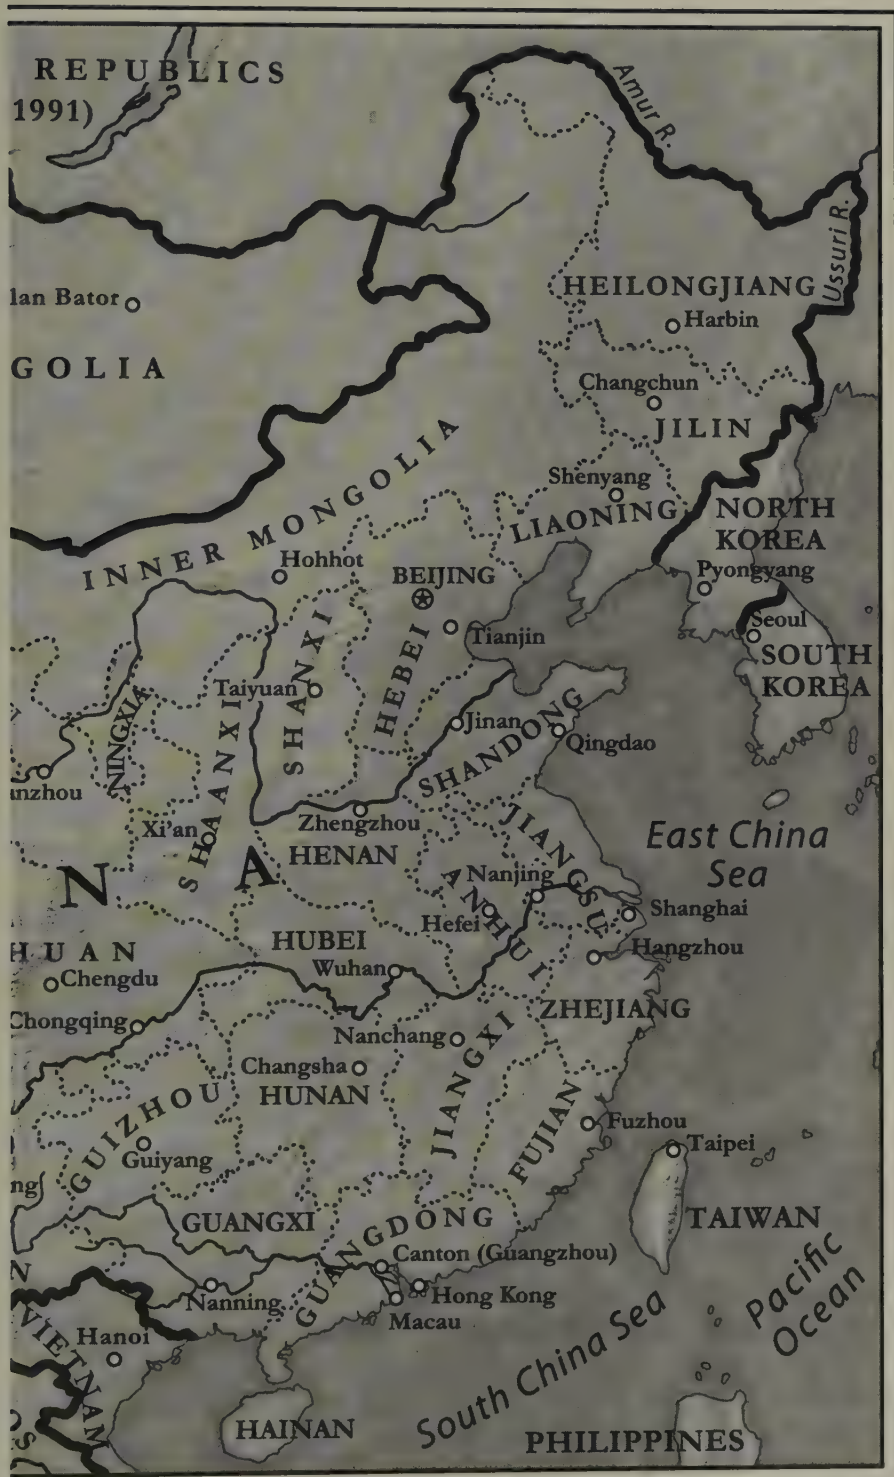 REPUBLICS
1991)
Amur R.
Ussuri R.
lan Bator
HEILONGJIANG
Harbin
GOLIA
Changchun
JILIN
INNER MONGOLIA
Shenyang
LIAONING
NORTH
KOREA
Hohhot
BEIJING
Pyongyang
Seoul
SOUTH
KOREA
Tianjin
HEBEI
SHANXI
Taiyuan
NINGXIA
SHAANXI
Jinan
SHANDONG
Qingdao
anzhou
Xi'an
Zhengzhou
HENAN
JIANGSU
East China
Sea
N A
Nanjing
ANHUI
Hefei
Shanghai
HUAN
HUBEI
Hangzhou
Chengdu
Wuhan
Chongqing
ZHEJIANG
Nanchang
JIANGXI
Changsha
HUNAN
GUIZHOU
FUJIAN
Fuzhou
Guiyang
Taipei
ng
GUANGXI
GUANGDONG
TAIWAN
Canton (Guangzhou)
N
Nanning
Hong Kong
Macau
Pacific
Ocean
VIETNAM
Hanoi
South China Sea
HAINAN
PHILIPPINES
OS